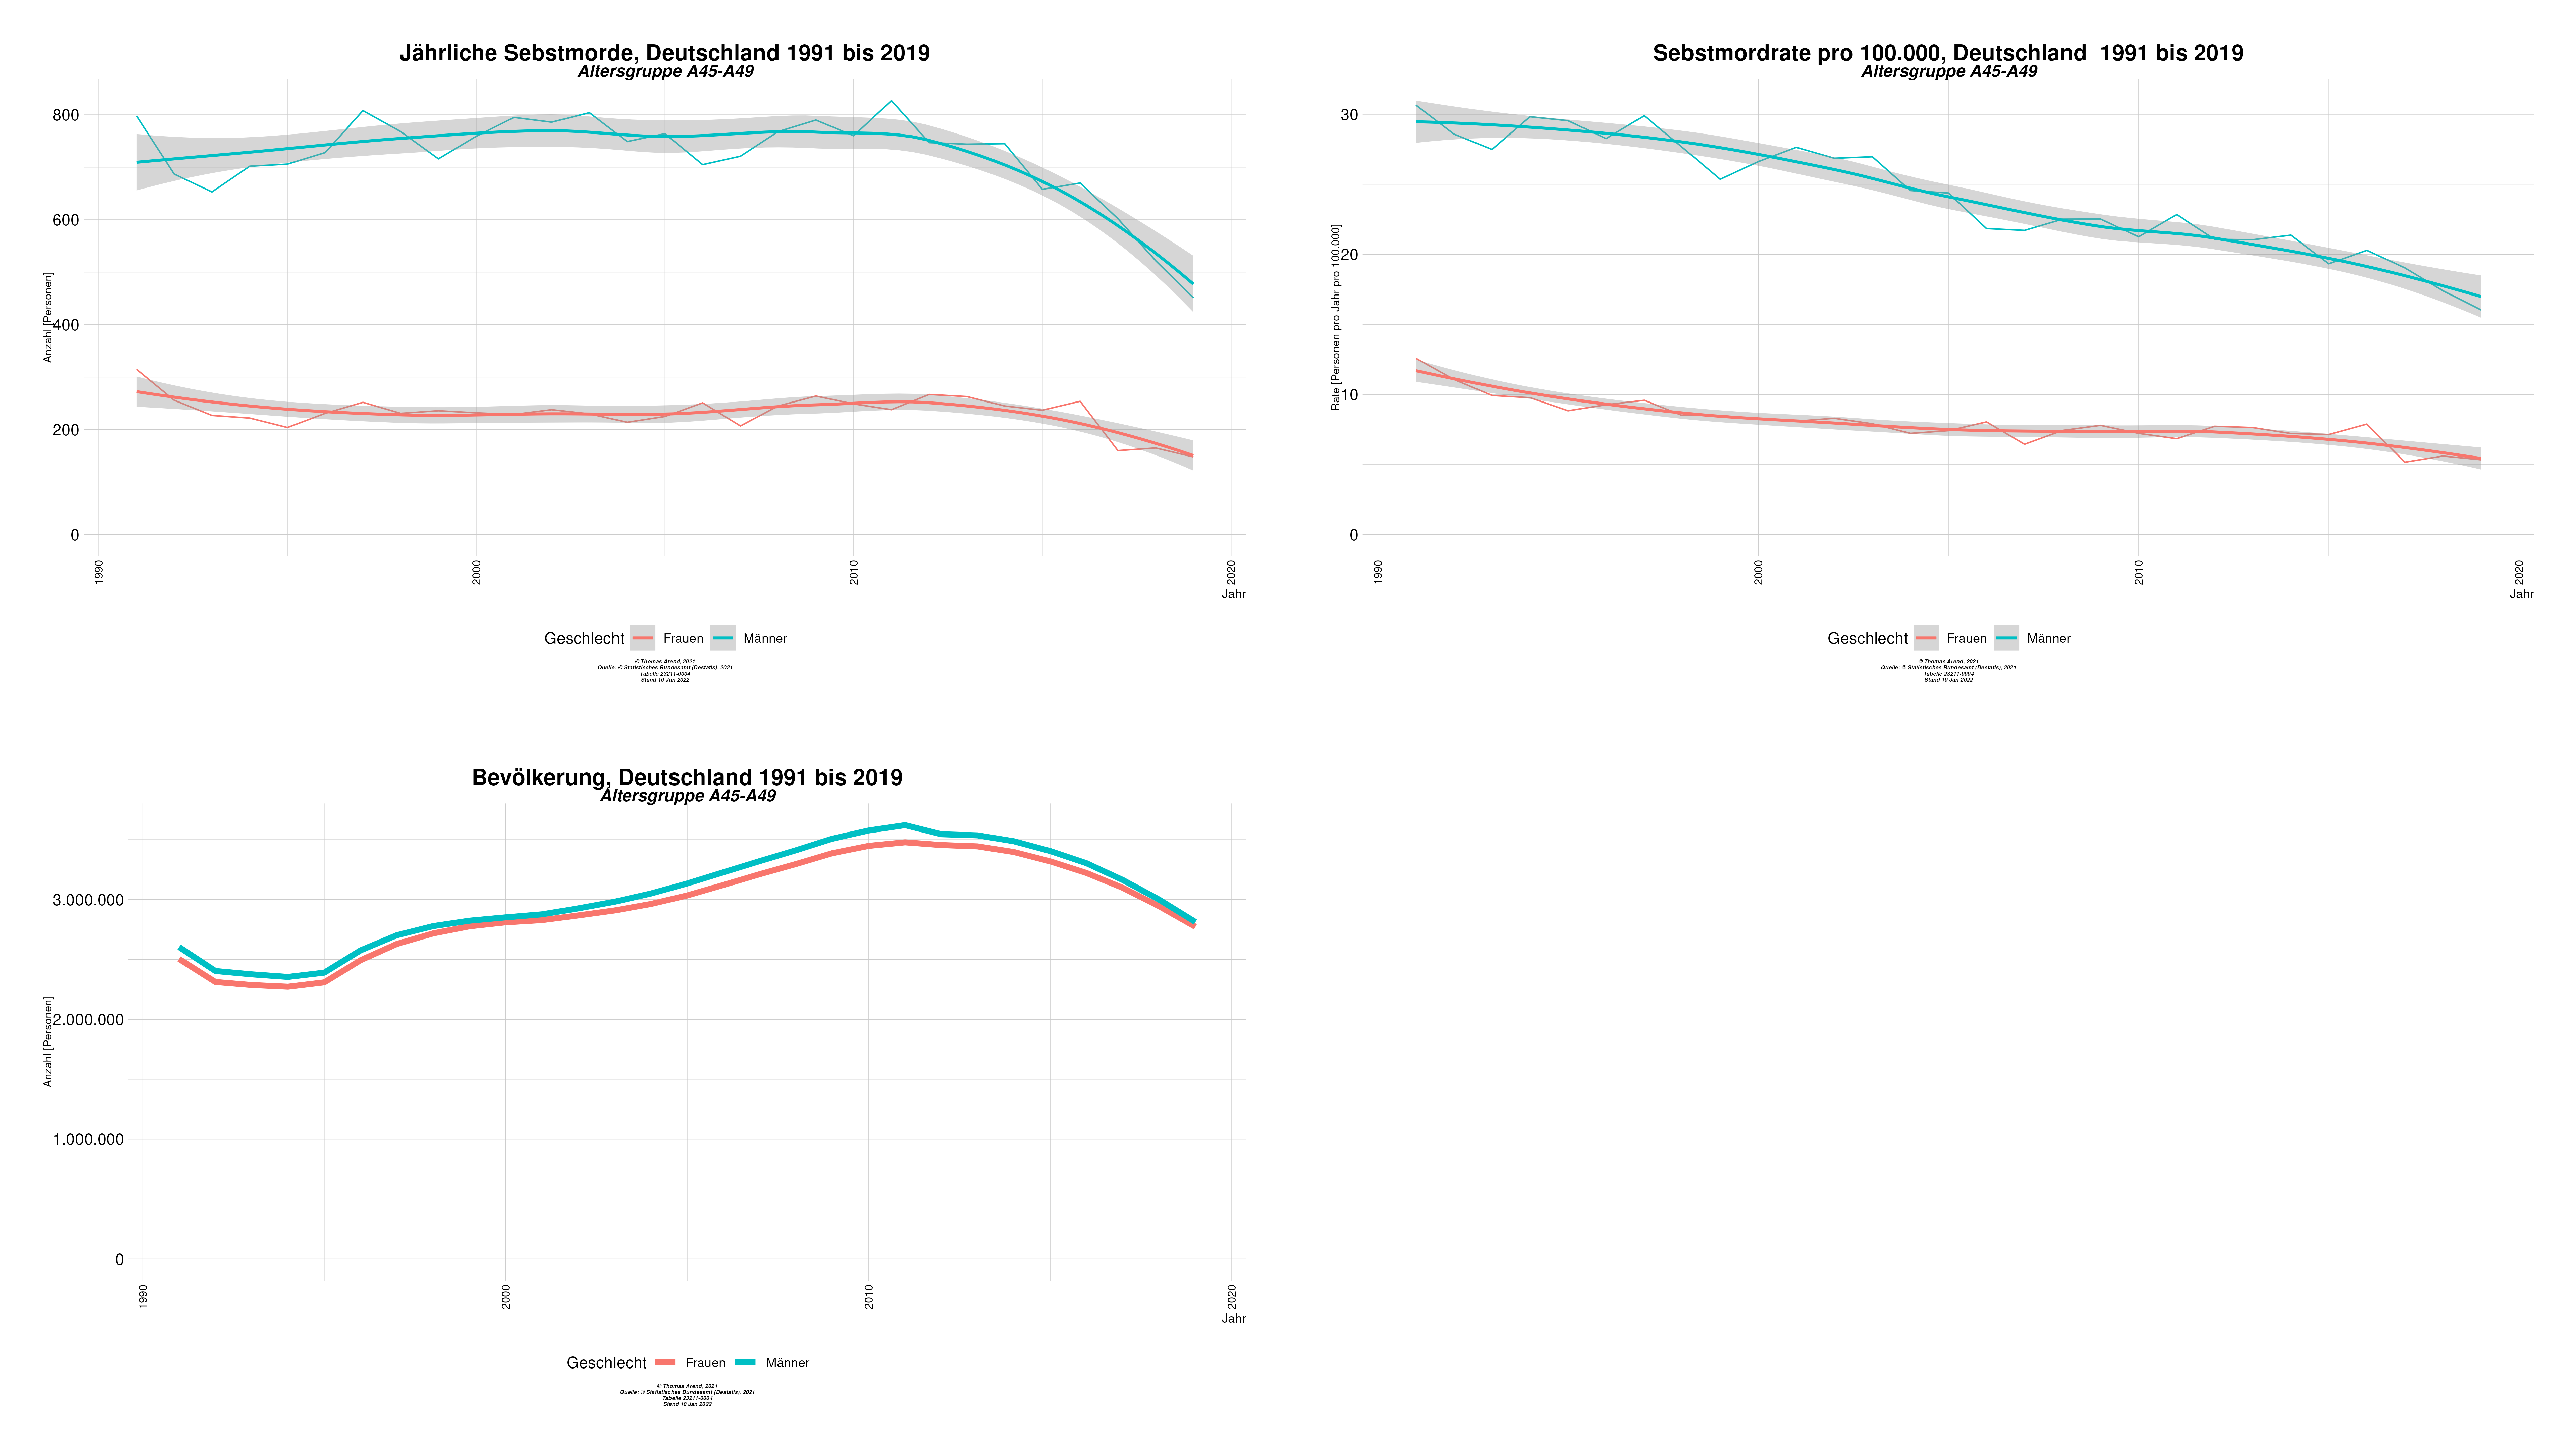 Jährliche Sebstmorde, Deutschland 1991 bis 2019
Altersgruppe A45-A49
Anzahl [Personen]
800
600
400
200
0
1990
2000
2010
2020
Jahr
Geschlecht Frauen Männer
© Thomas Arend, 2021
Quelle: © Statistisches Bundesamt (Destatis), 2021
Tabelle 23211-0004
Stand 10 Jan 2022
Sebstmordrate pro 100.000, Deutschland  1991 bis 2019
Altersgruppe A45-A49
Rate [Personen pro Jahr pro 100.000]
30
20
10
0
1990
2000
2010
2020
Jahr
Geschlecht Frauen Männer
© Thomas Arend, 2021
Quelle: © Statistisches Bundesamt (Destatis), 2021
Tabelle 23211-0004
Stand 10 Jan 2022
Bevölkerung, Deutschland 1991 bis 2019
Altersgruppe A45-A49
Anzahl [Personen]
3.000.000
2.000.000
1.000.000
0
1990
2000
2010
2020
Jahr
Geschlecht Frauen Männer
© Thomas Arend, 2021
Quelle: © Statistisches Bundesamt (Destatis), 2021
Tabelle 23211-0004
Stand 10 Jan 2022